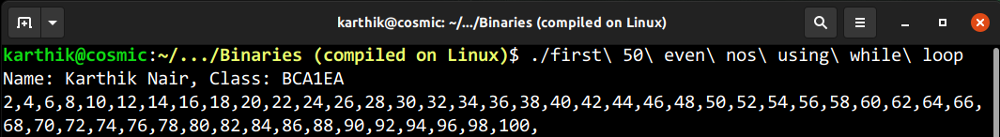 karthik@cosmic: ~/.../Binaries (compiled on Linux)
karthik@cosmic:~/.../Binaries (compiled on Linux)$ ./first\ 50\ even\ nos\ using\ while\ loop
Name: Karthik Nair, Class: BCA1EA
2,4,6,8,10,12,14,16,18,20,22,24,26,28,30,32,34,36,38,40,42,44,46,48,50,52,54,56,58,60,62,64,66,
68,70,72,74,76,78,80,82,84,86,88,90,92,94,96,98,100,